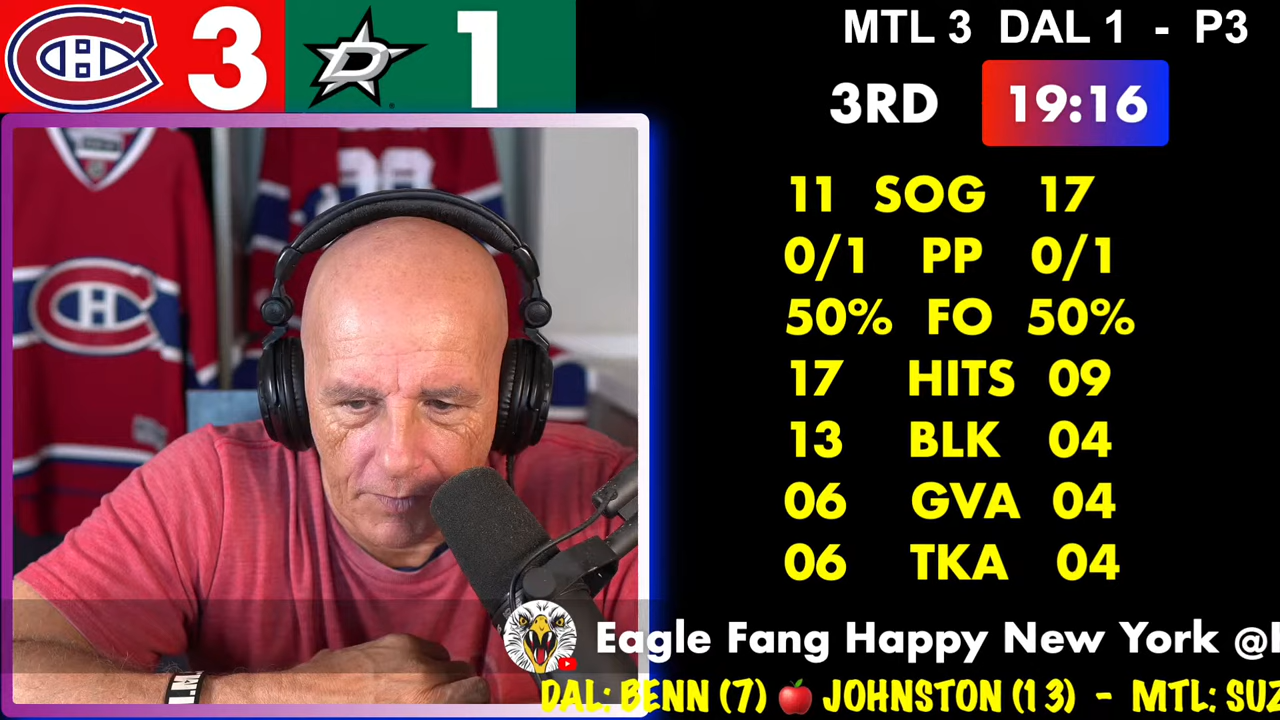 3 1
MTL 3 DAL 1 - P3
3RD 19:16
11 SOG 17
0/1 PP 0/1
50% FO 50%
17 HITS 09
13 BLK 04
06 GVA 04
06 TKA 04
Eagle Fang Happy New York
DAL: BENN (7) 🍎 JOHNSTON (13) - MTL: